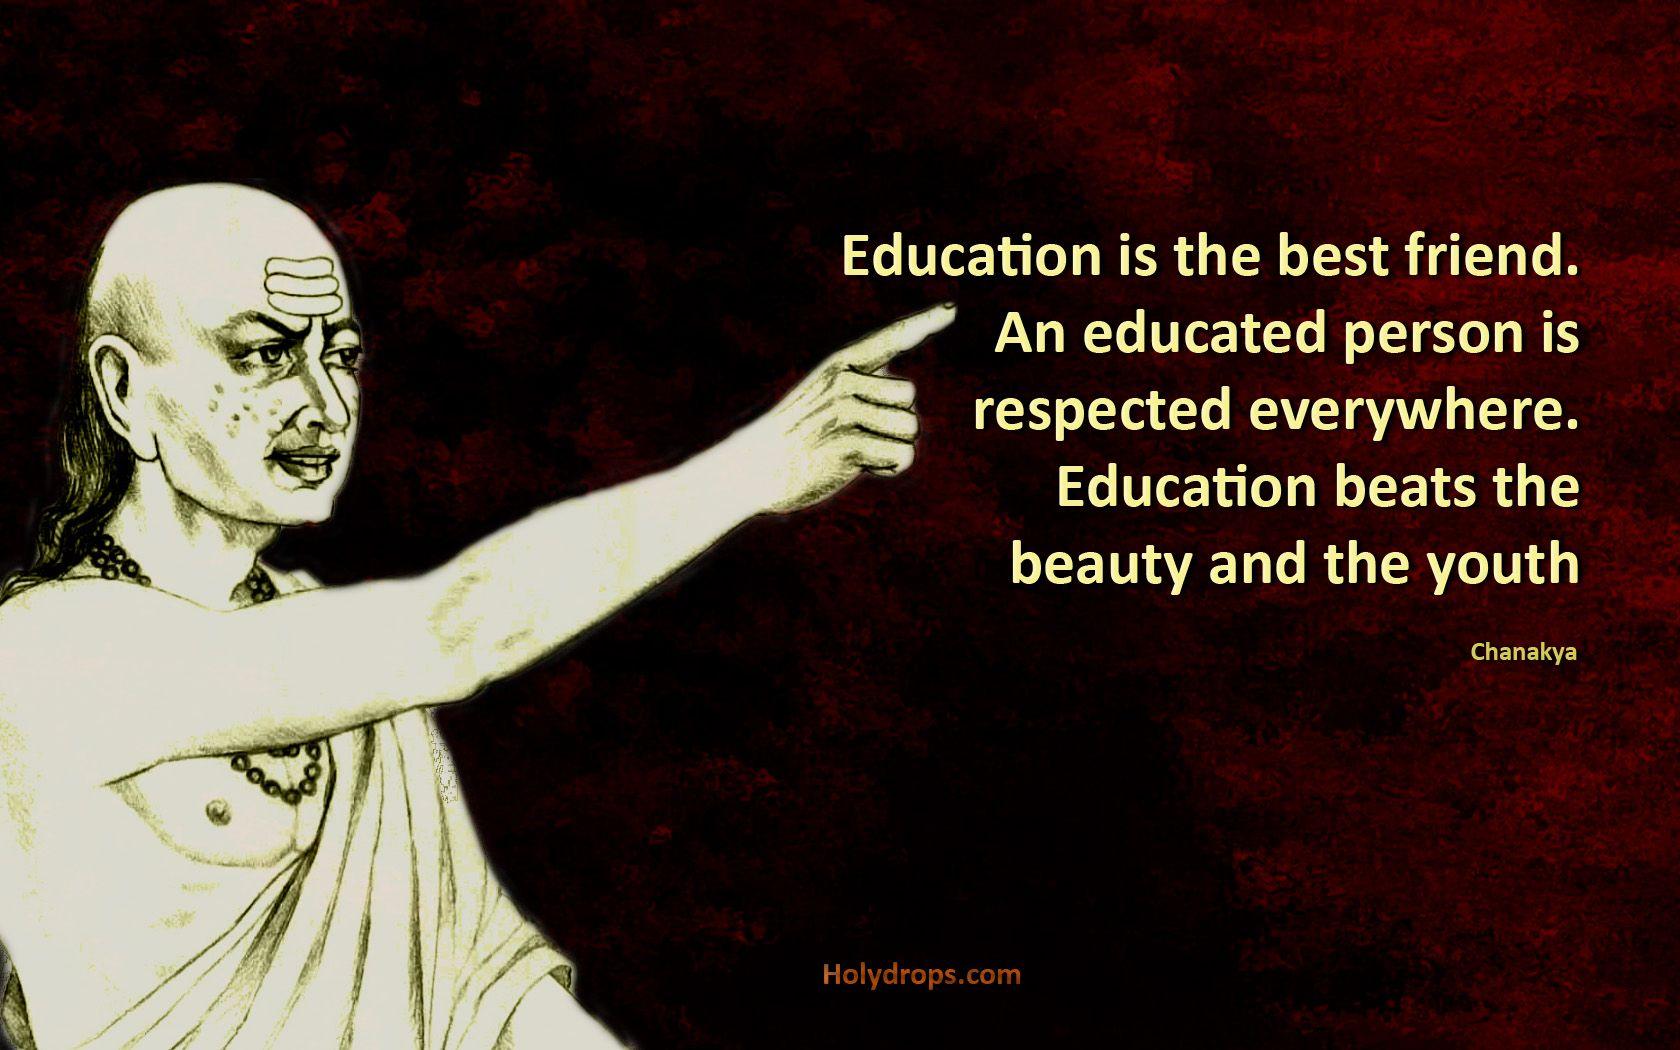 Education is the best friend.
An educated person is
respected everywhere.
Education beats the
beauty and the youth
Chanakya
Holydrops.com